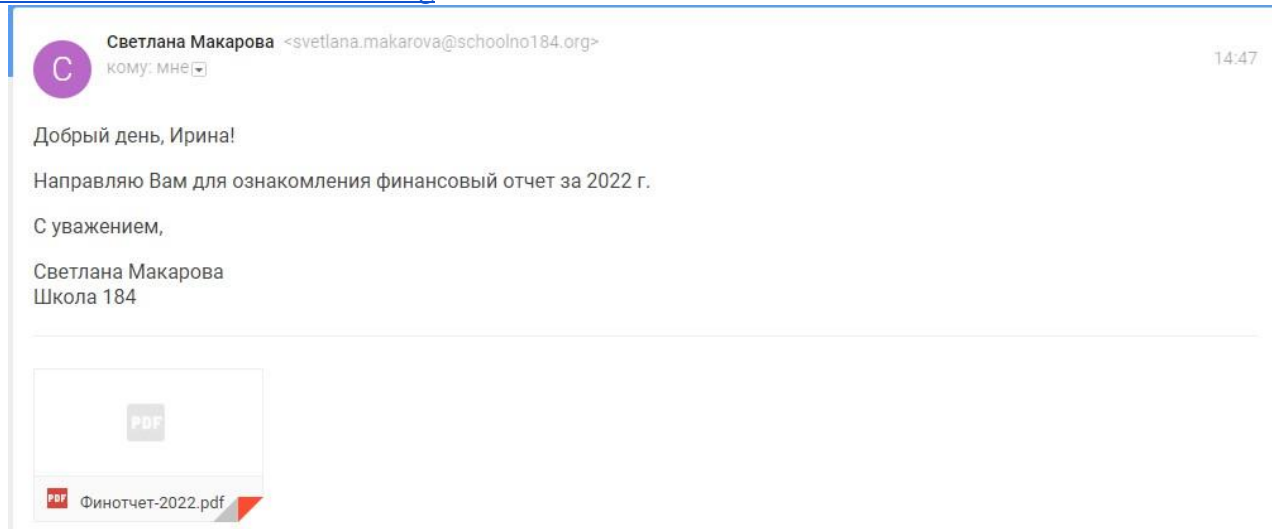 Светлана Макарова <svetlana.makarova@schoolno184.org>
кому: мне
14:47
С
Добрый день, Ирина!
Направляю Вам для ознакомления финансовый отчет за 2022 г.
С уважением,
Светлана Макарова
Школа 184
PDF
PDF Финотчет-2022.pdf